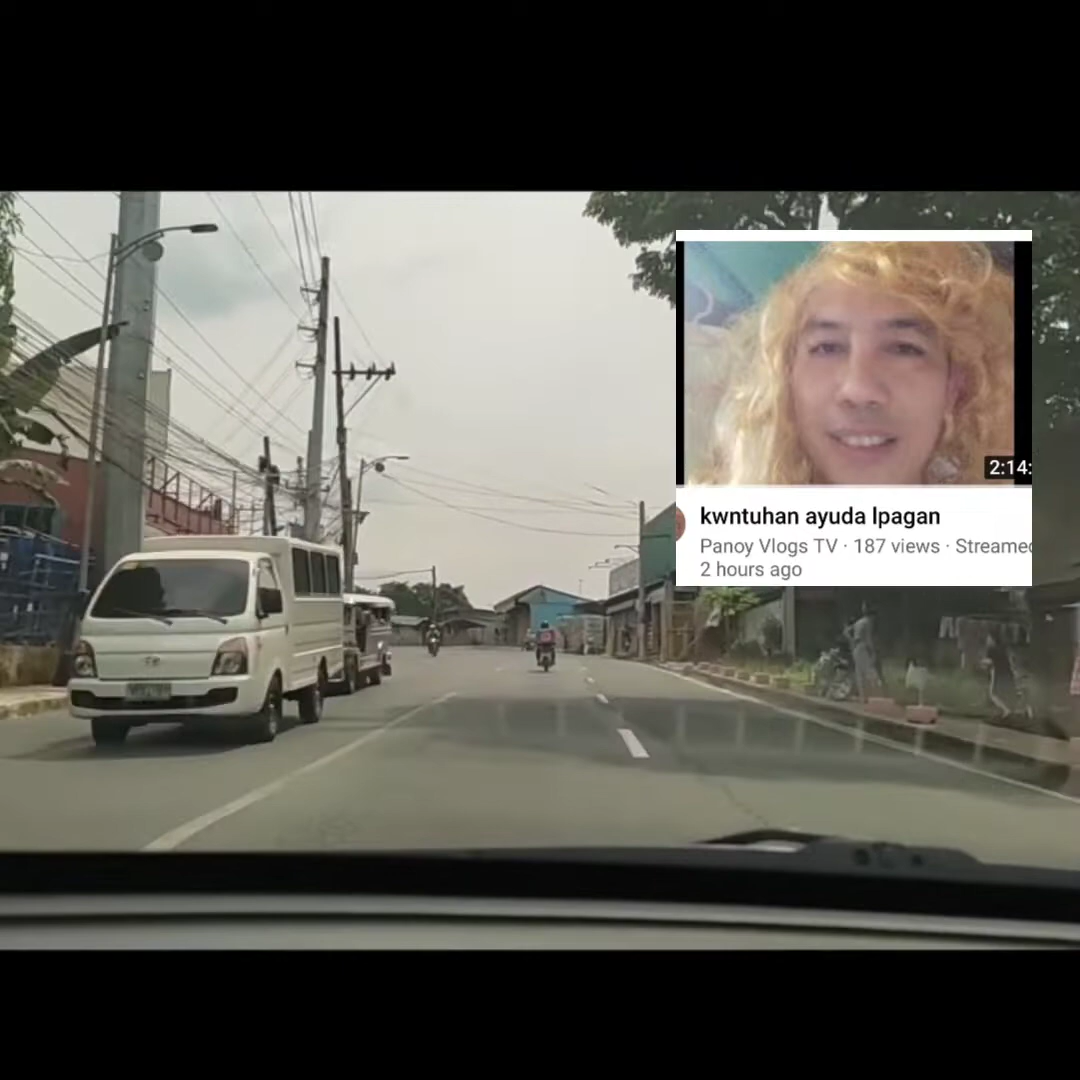 2:14:
kwntuhan ayuda lpagan
Panoy Vlogs TV · 187 views · Streamed
2 hours ago